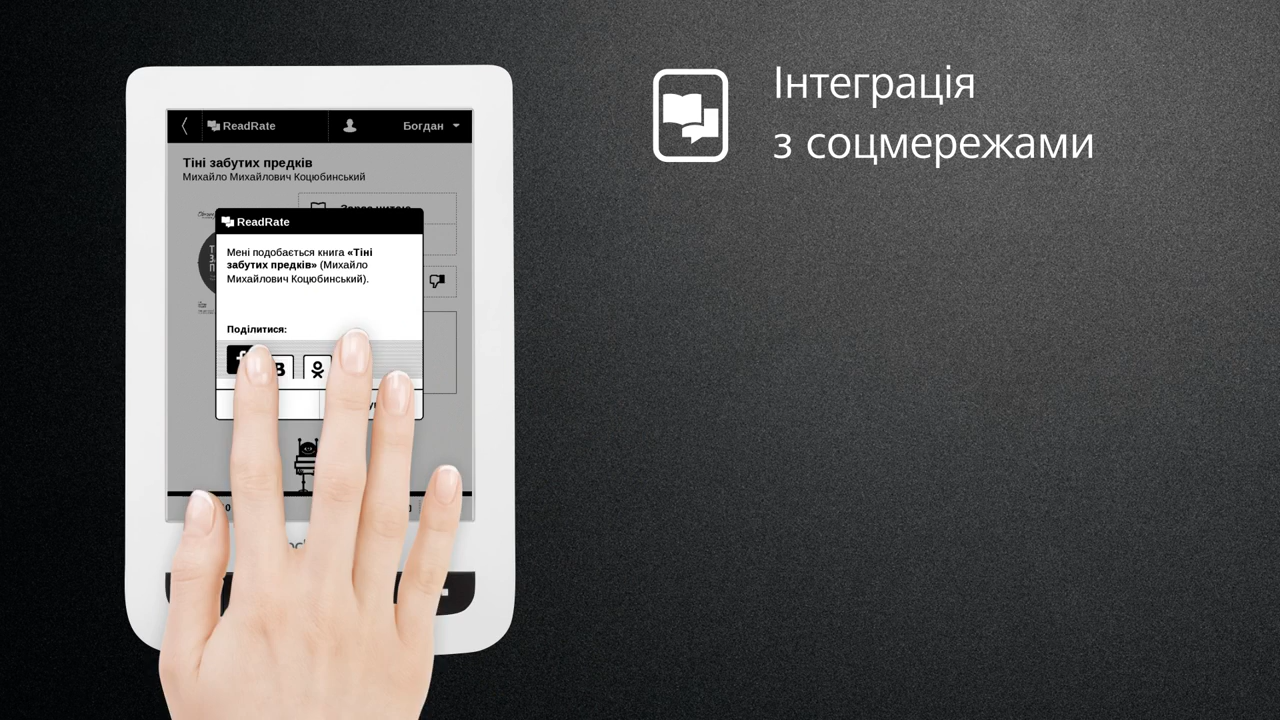 Інтеграція
з соцмережами
ReadRate
Богдан
Тіні забутих предків
Михайло Михайлович Коцюбинський
ReadRate
Мені подобається книга «Тіні
забутих предків» (Михайло
Михайлович Коцюбинський).
Поділитися: